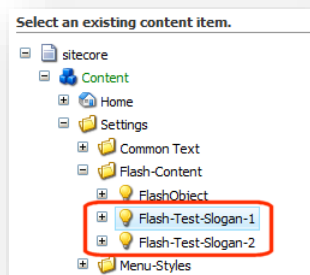 Select an existing content item.
sitecore
Content
Home
Settings
Common Text
Flash-Content
FlashObject
Flash-Test-Slogan-1
Flash-Test-Slogan-2
Menu-Styles